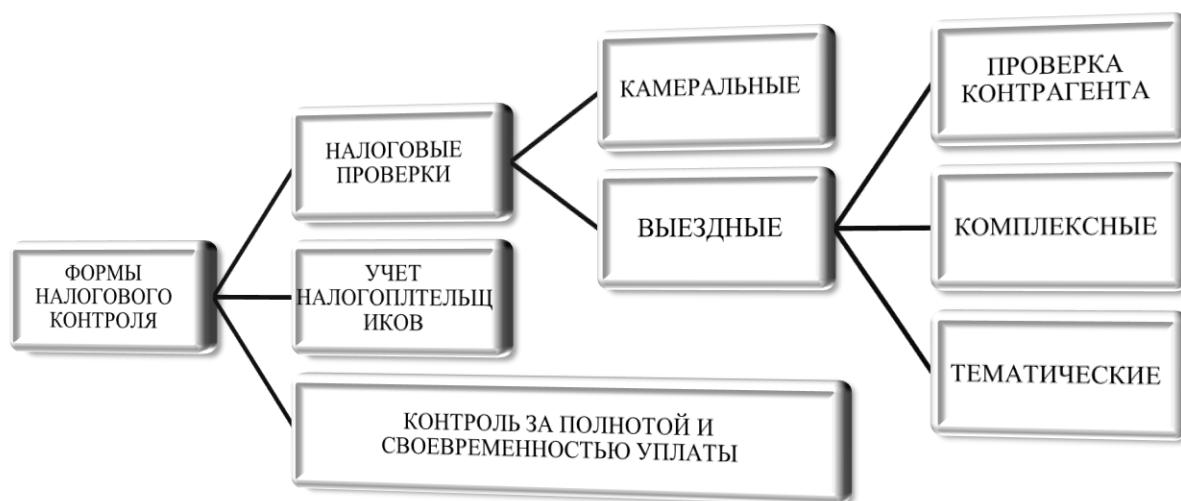 ФОРМЫ
НАЛОГОВОГО
КОНТРОЛЯ
НАЛОГОВЫЕ
ПРОВЕРКИ
УЧЕТ
НАЛОГОПЛТЕЛЬЩ
ИКОВ
КОНТРОЛЬ ЗА ПОЛНОТОЙ И
СВОЕВРЕМЕННОСТЬЮ УПЛАТЫ
КАМЕРАЛЬНЫЕ
ВЫЕЗДНЫЕ
ПРОВЕРКА
КОНТРАГЕНТА
КОМПЛЕКСНЫЕ
ТЕМАТИЧЕСКИЕ